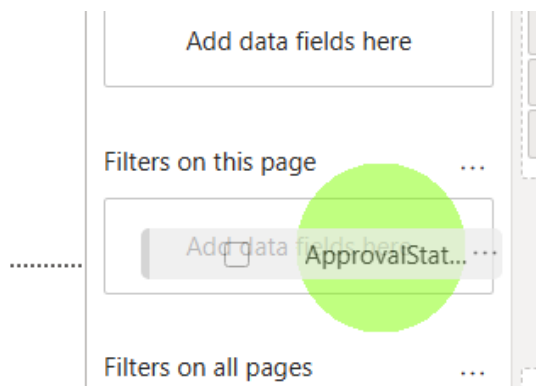 Add data fields here
Filters on this page ...
Add data fields here
ApprovalStat... ...
Filters on all pages ...